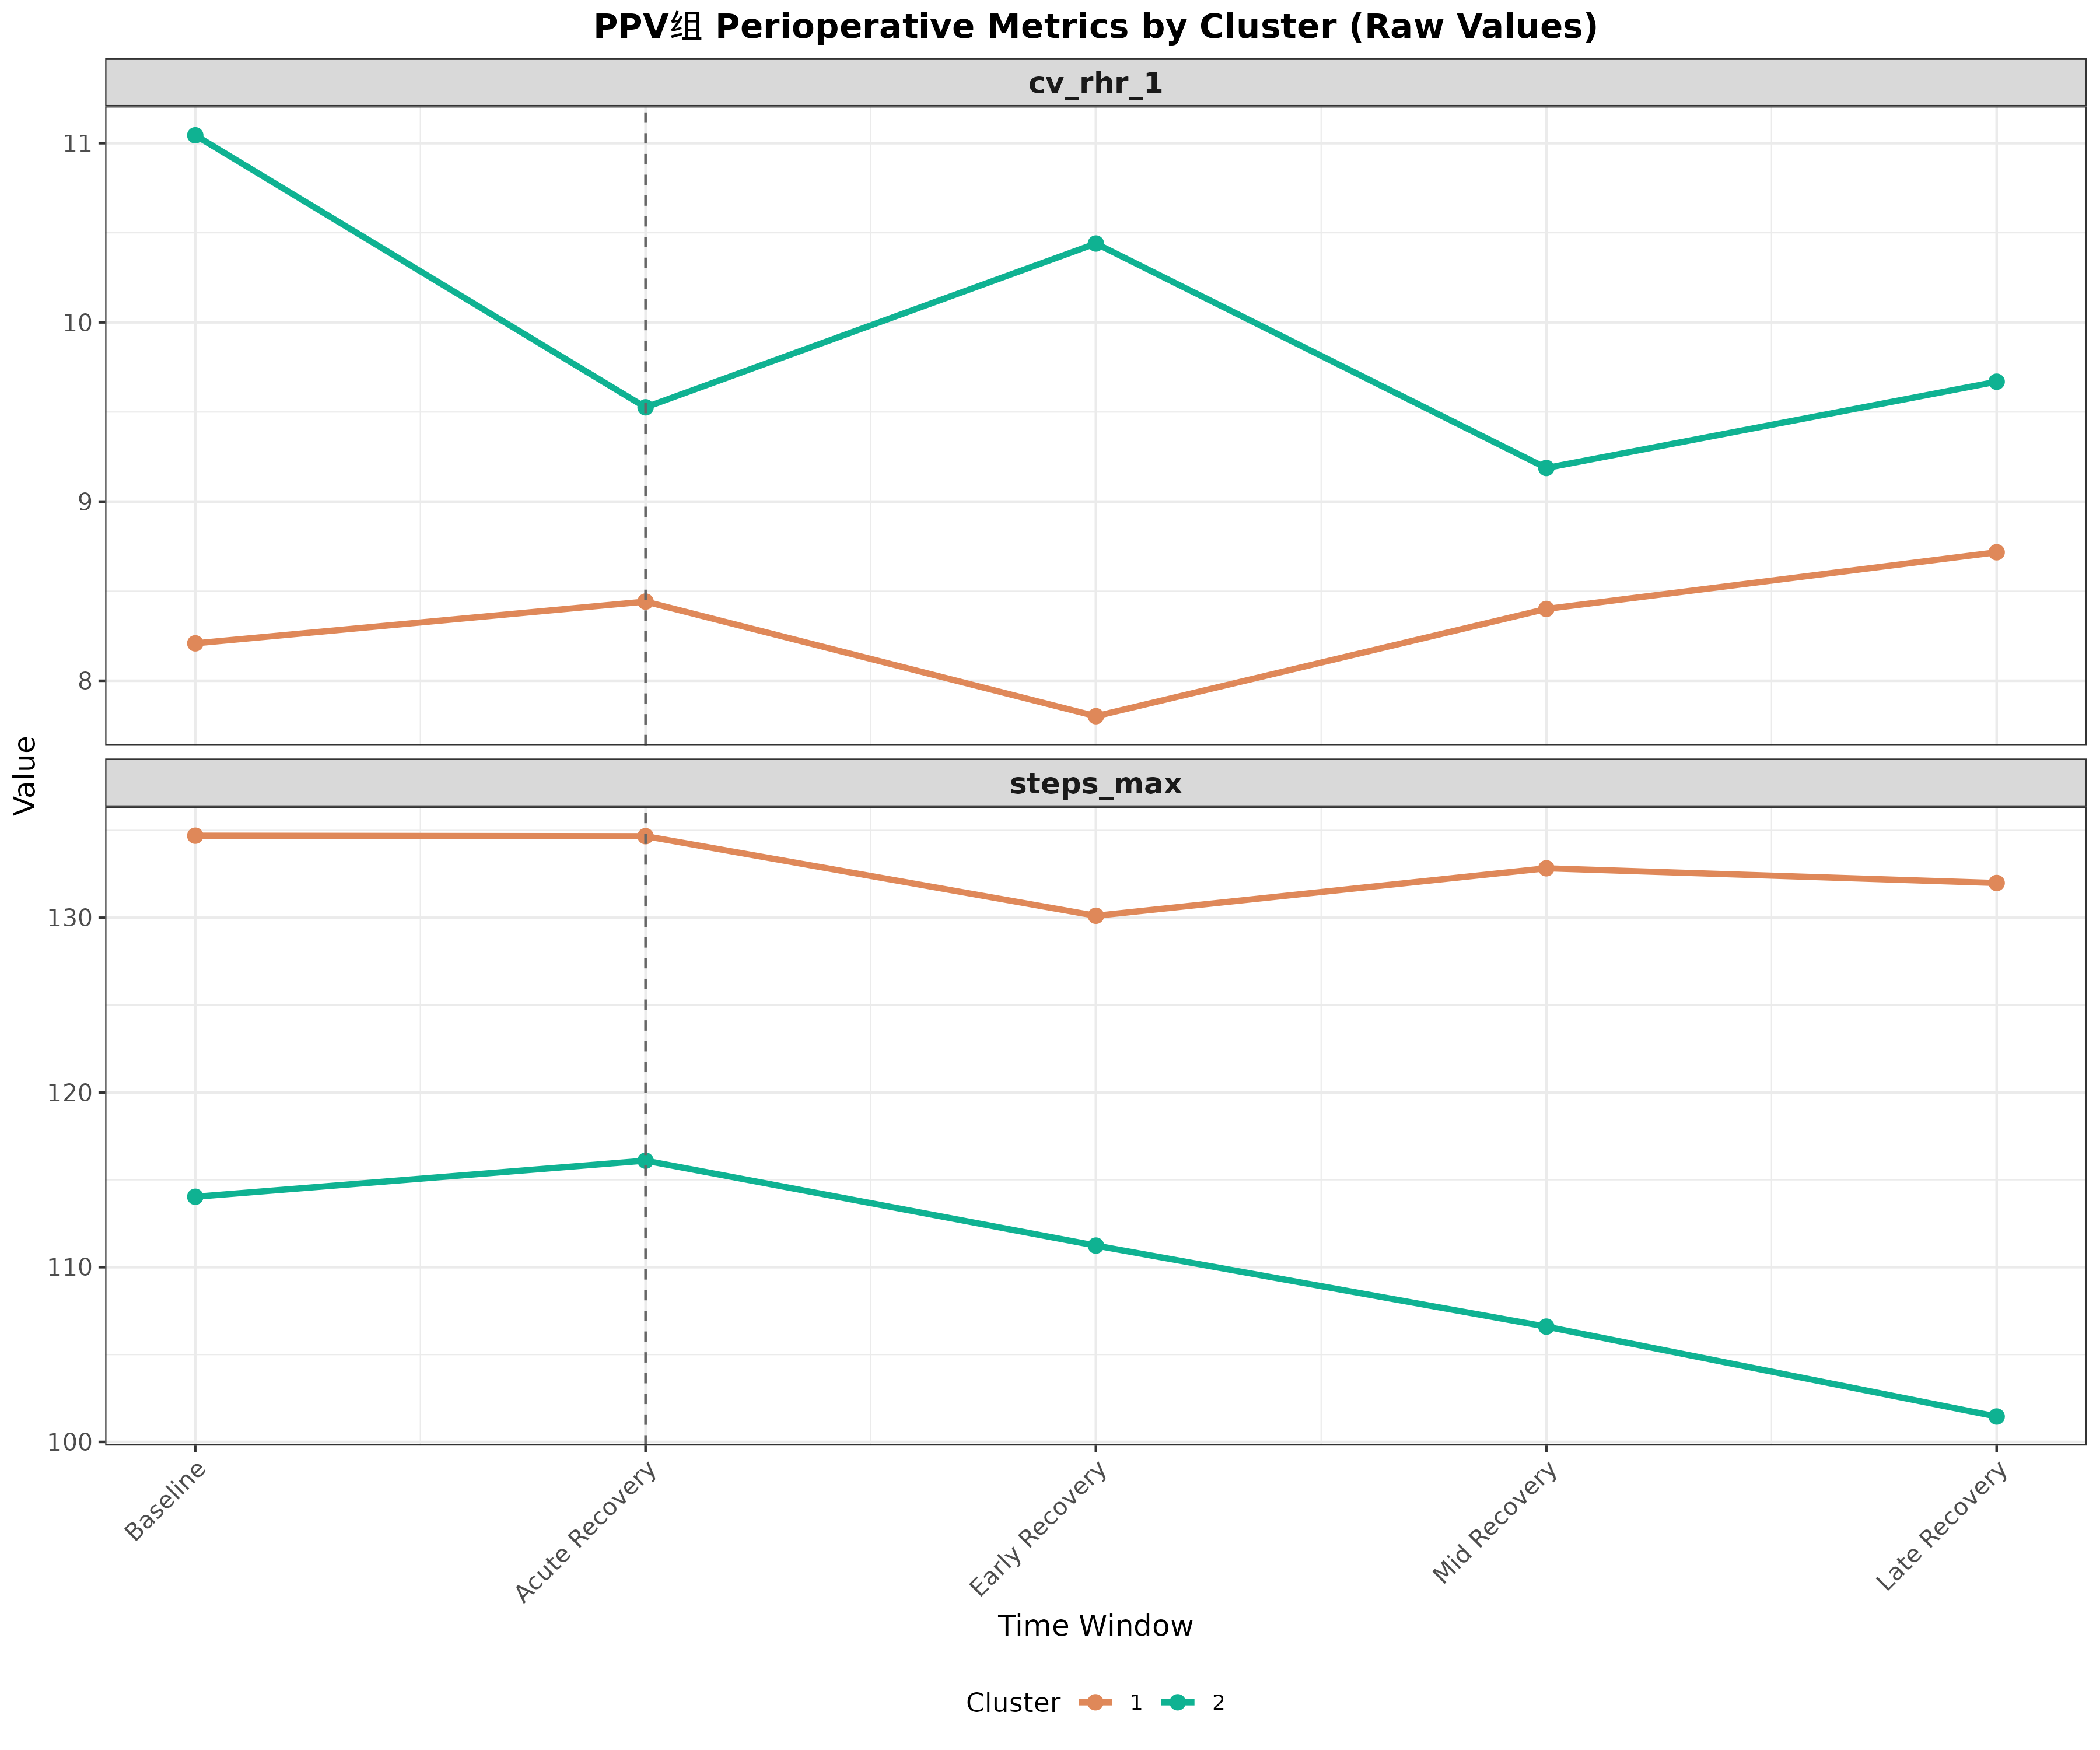 PPV组 Perioperative Metrics by Cluster (Raw Values)
cv_rhr_1
11
10
9
8
Value
steps_max
130
120
110
100
Baseline
Acute Recovery
Early Recovery
Mid Recovery
Late Recovery
Time Window
Cluster 1 2